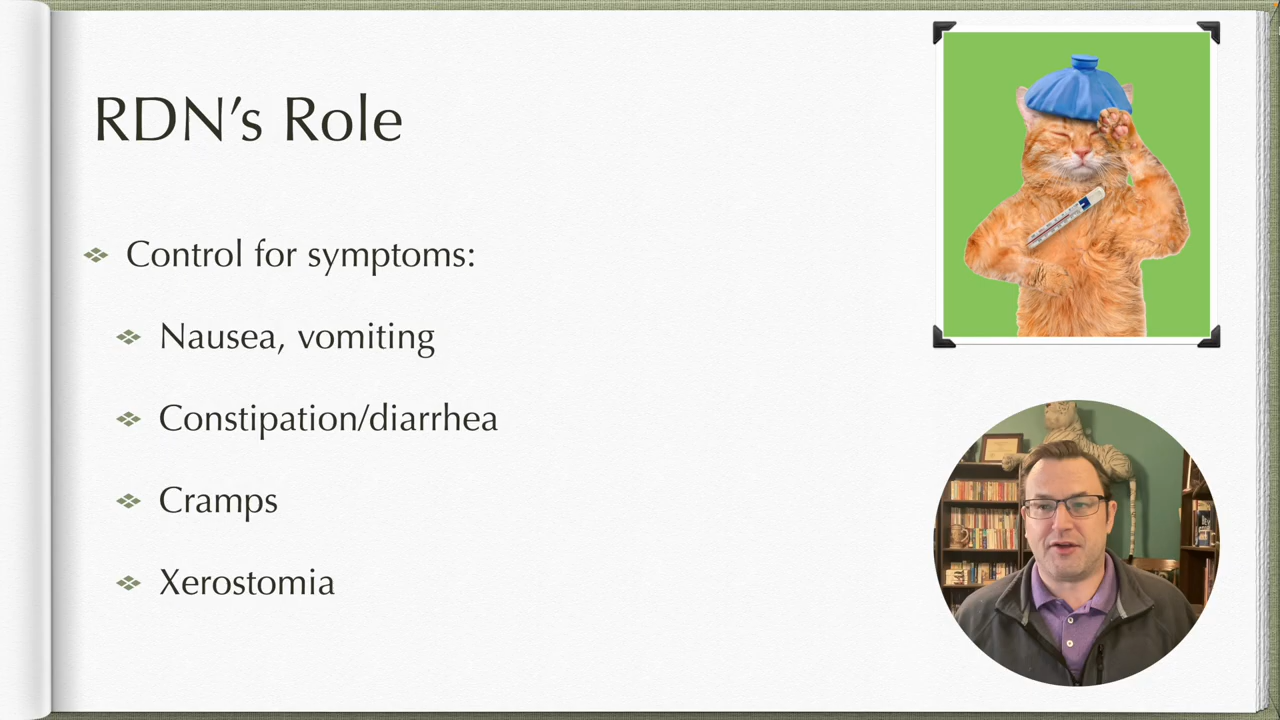 RDN’s Role
Control for symptoms:
Nausea, vomiting
Constipation/diarrhea
Cramps
Xerostomia